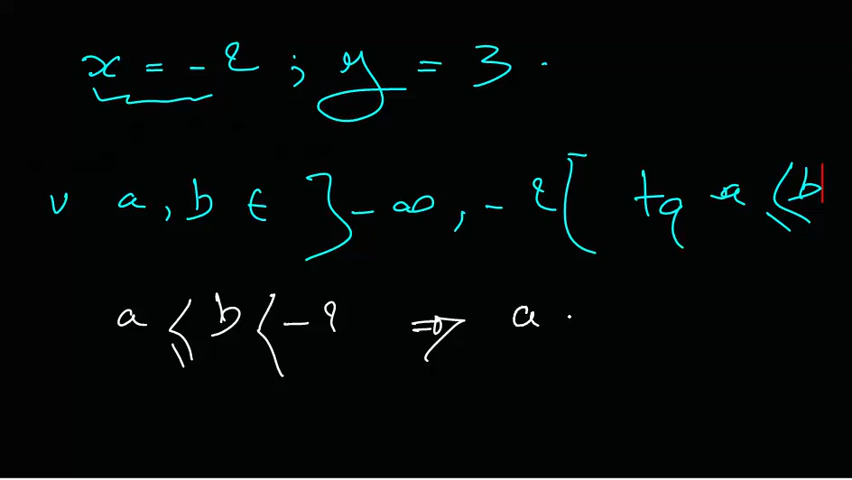 x = -2 ; y = 3 .
∀ a, b ∈ ]-∞, -2[ tq a ⩽ b
a ⩽ b < -2 ⇒ a .